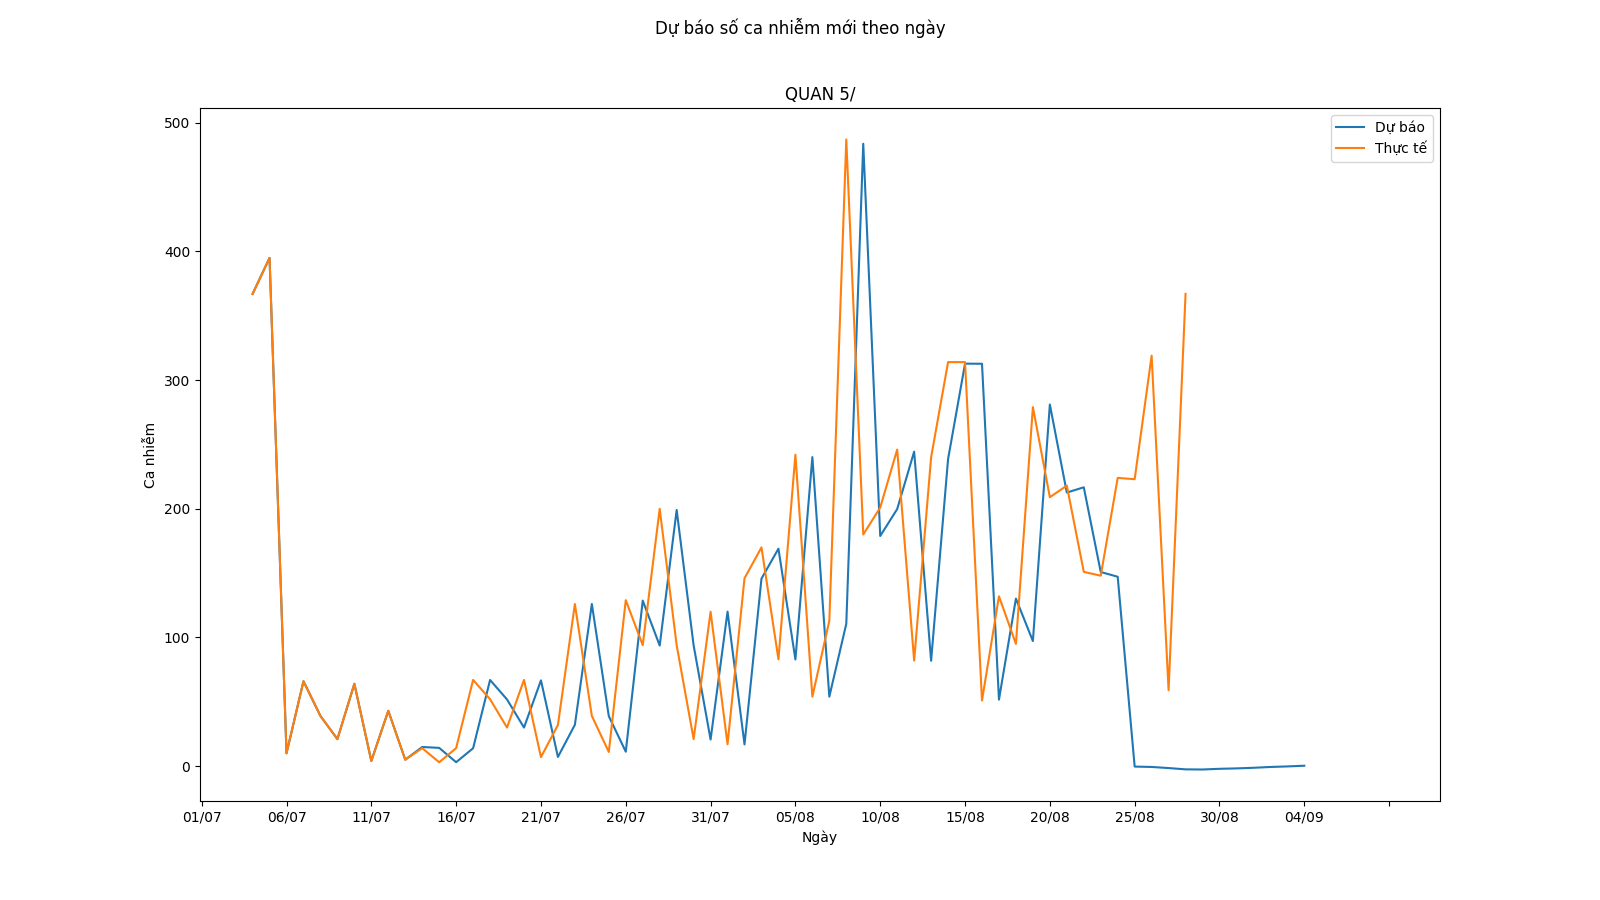 Dự báo số ca nhiễm mới theo ngày
QUAN 5/
Dự báo
Thực tế
500
400
300
200
100
0
Ca nhiễm
01/07 06/07 11/07 16/07 21/07 26/07 31/07 05/08 10/08 15/08 20/08 25/08 30/08 04/09
Ngày